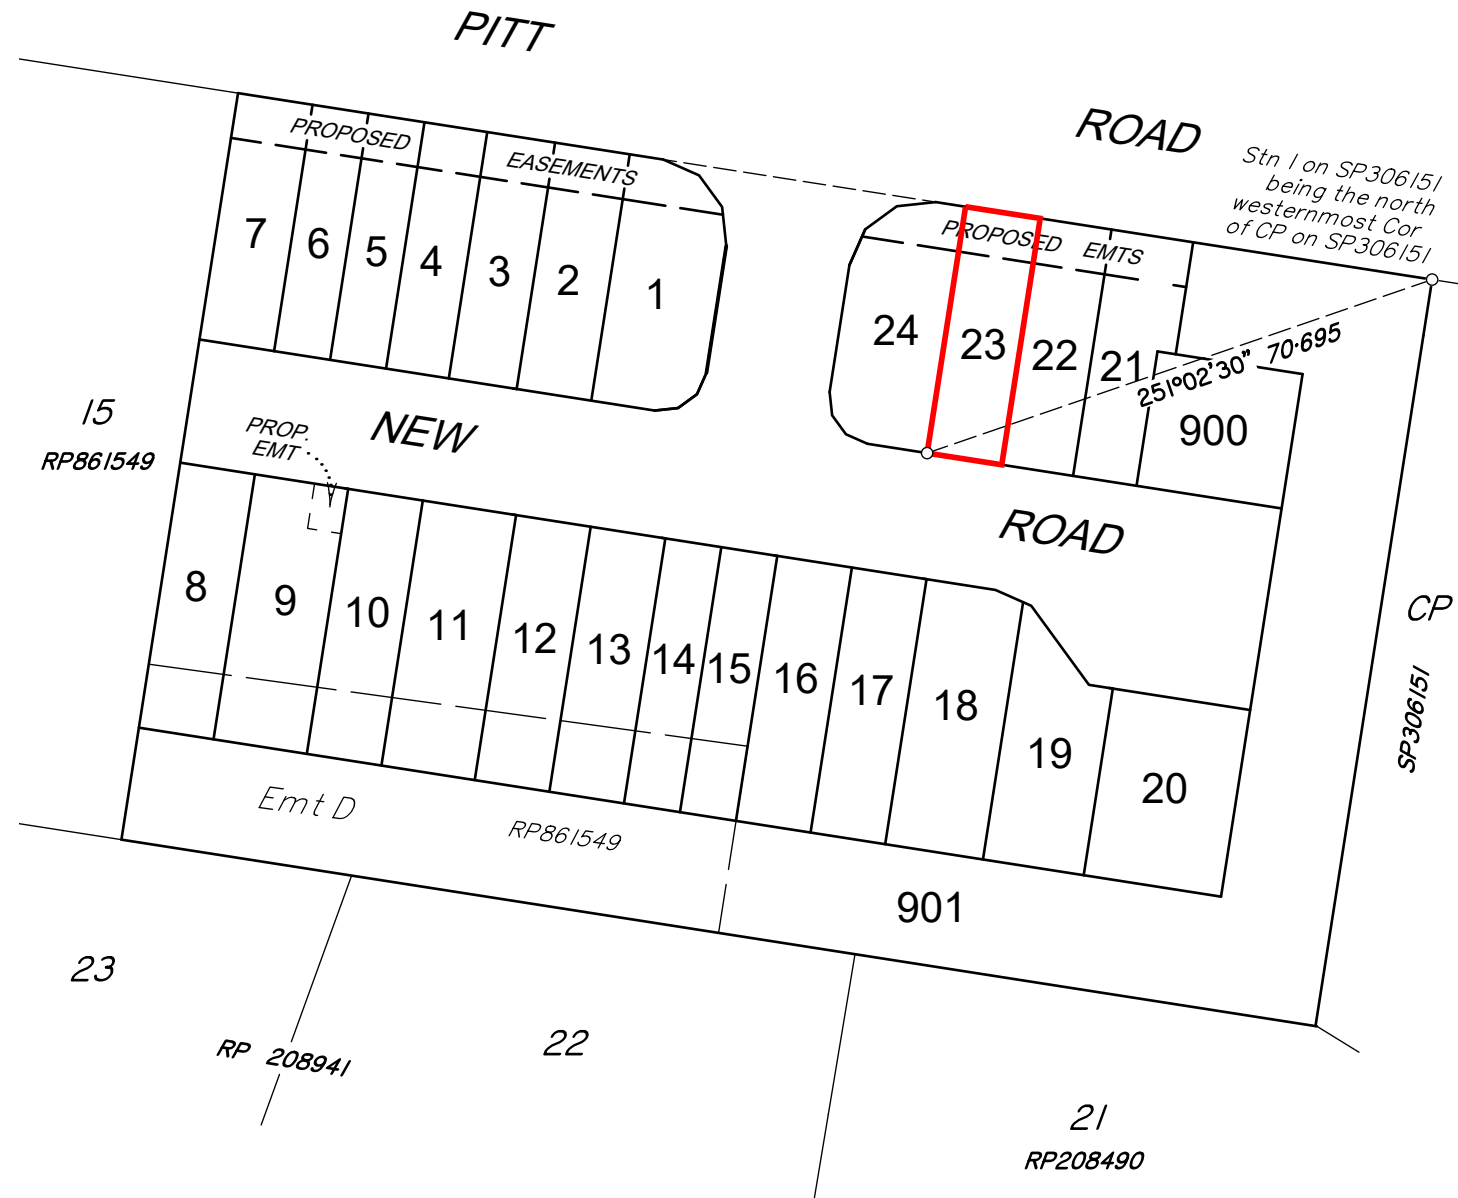 PITT
ROAD
Stn 1 on SP306151
being the north
westernmost Cor
of CP on SP306151
PROPOSED
EASEMENTS
PROPOSED EMTS
7
6
5
4
3
2
1
24
23
22
21
251°02'30" 70·695
900
15
RP861549
PROP.
EMT
NEW
ROAD
8
9
10
11
12
13
14
15
16
17
18
19
20
CP
SP306151
Emt D
RP861549
901
23
RP 208941
22
21
RP208490